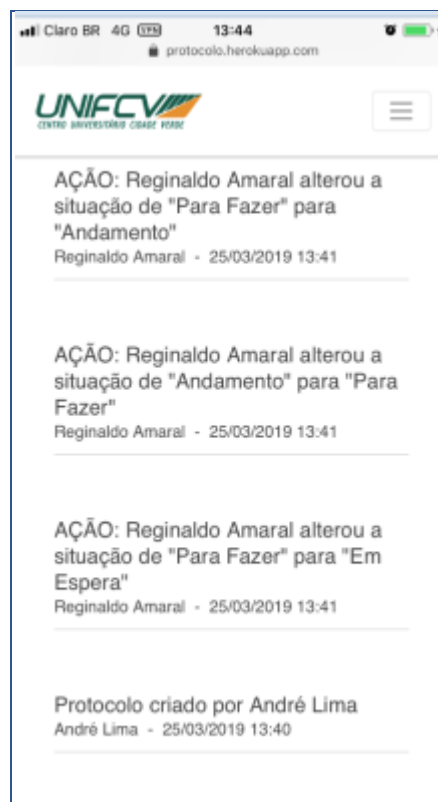 Claro BR 4G VPN 13:44
protocolo.herokuapp.com
UNIFCV
CENTRO UNIVERSITÁRIO CIDADE VERDE
AÇÃO: Reginaldo Amaral alterou a
situação de "Para Fazer" para
"Andamento"
Reginaldo Amaral - 25/03/2019 13:41
AÇÃO: Reginaldo Amaral alterou a
situação de "Andamento" para "Para
Fazer"
Reginaldo Amaral - 25/03/2019 13:41
AÇÃO: Reginaldo Amaral alterou a
situação de "Para Fazer" para "Em
Espera"
Reginaldo Amaral - 25/03/2019 13:41
Protocolo criado por André Lima
André Lima - 25/03/2019 13:40